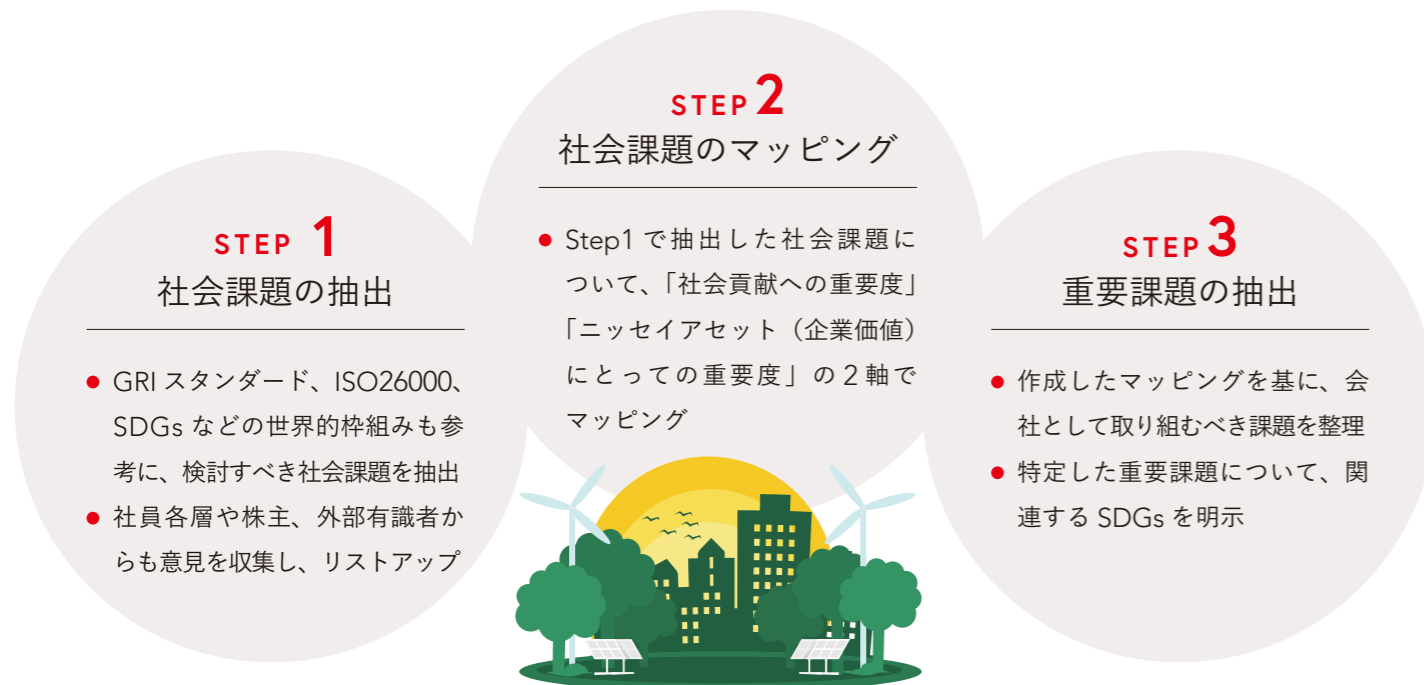 STEP 1
社会課題の抽出
● GRI スタンダード、ISO26000、
SDGs などの世界的枠組みも参
考に、検討すべき社会課題を抽出
● 社員各層や株主、外部有識者か
らも意見を収集し、リストアップ
STEP 2
社会課題のマッピング
● Step1 で抽出した社会課題に
ついて、「社会貢献への重要度」
「ニッセイアセット（企業価値）
にとっての重要度」の２軸で
マッピング
STEP 3
重要課題の抽出
● 作成したマッピングを基に、会
社として取り組むべき課題を整理
● 特定した重要課題について、関
連する SDGs を明示